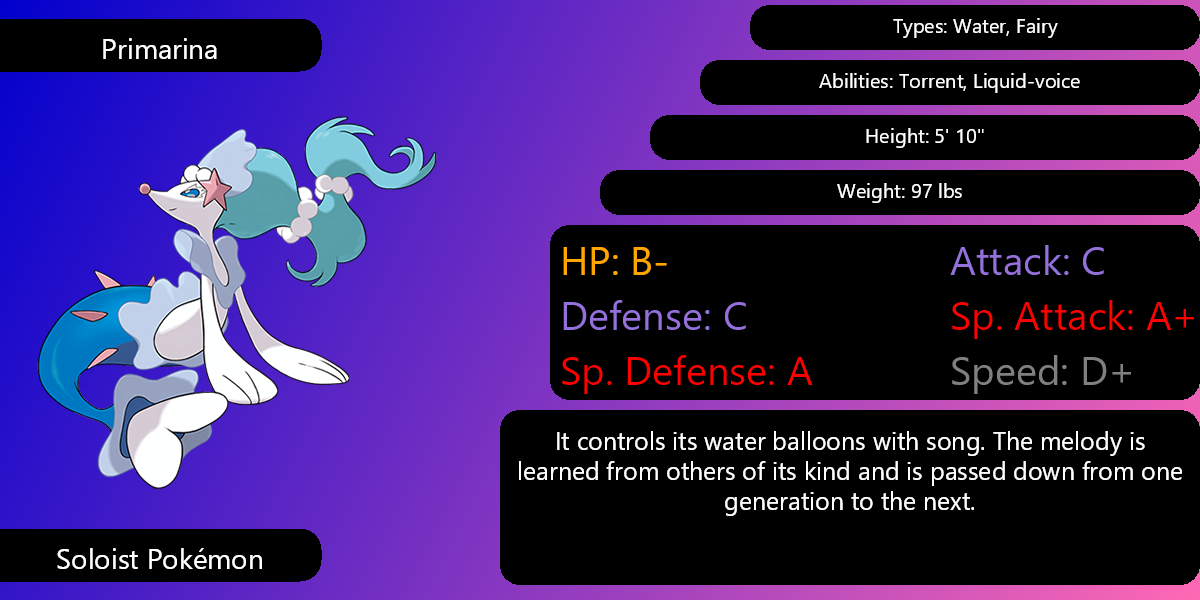 Primarina
Types: Water, Fairy
Abilities: Torrent, Liquid-voice
Height: 5' 10"
Weight: 97 lbs
HP: B-
Attack: C
Defense: C
Sp. Attack: A+
Sp. Defense: A
Speed: D+
It controls its water balloons with song. The melody is
learned from others of its kind and is passed down from one
generation to the next.
Soloist Pokémon